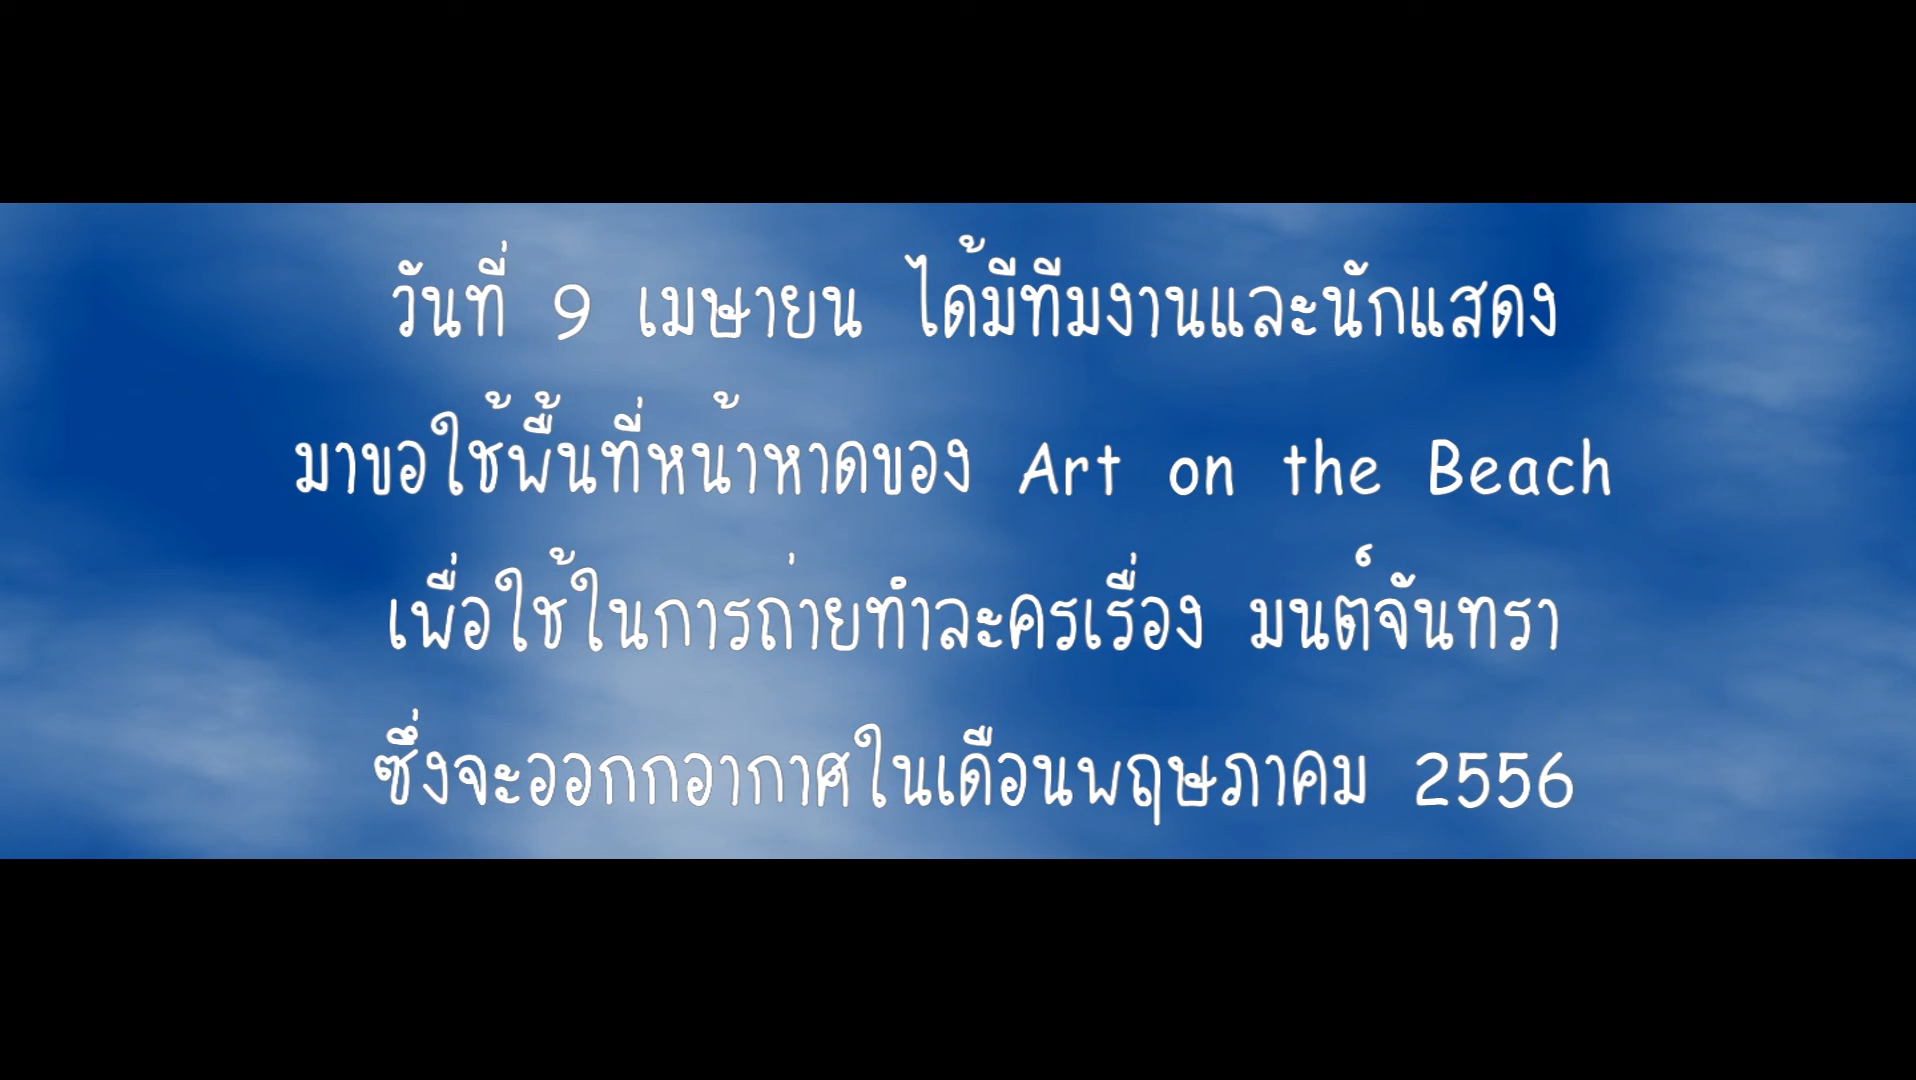 วันที่ 9 เมษายน ได้มีทีมงานและนักแสดง
มาขอใช้พื้นที่หน้าหาดของ Art on the Beach
เพื่อใช้ในการถ่ายทำละครเรื่อง มนต์จันทรา
ซึ่งจะออกกอากาศในเดือนพฤษภาคม 2556